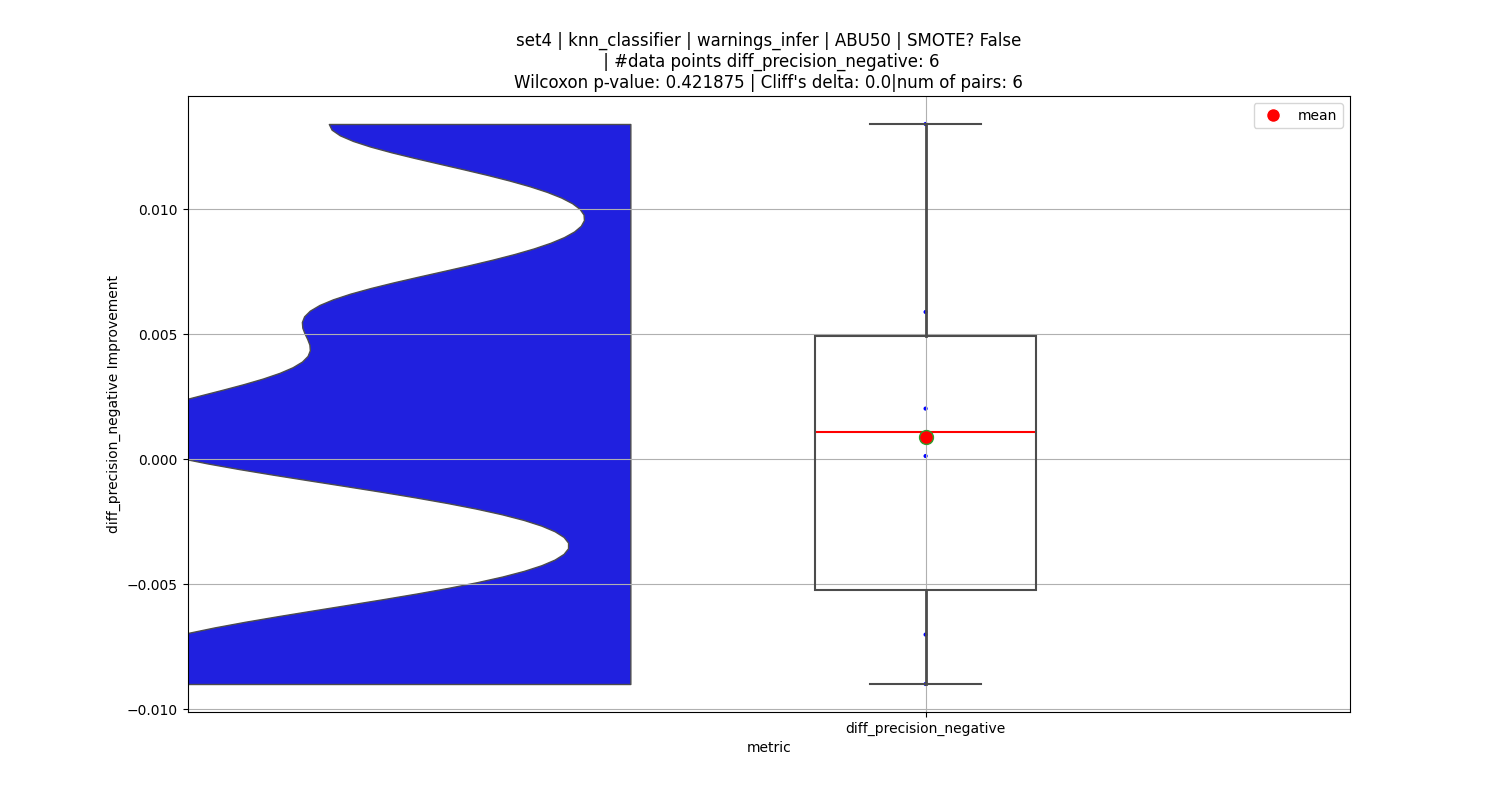 set4 | knn_classifier | warnings_infer | ABU50 | SMOTE? False
| #data points diff_precision_negative: 6
Wilcoxon p-value: 0.421875 | Cliff's delta: 0.0|num of pairs: 6
mean
0.010
0.005
0.000
−0.005
−0.010
diff_precision_negative Improvement
diff_precision_negative
metric